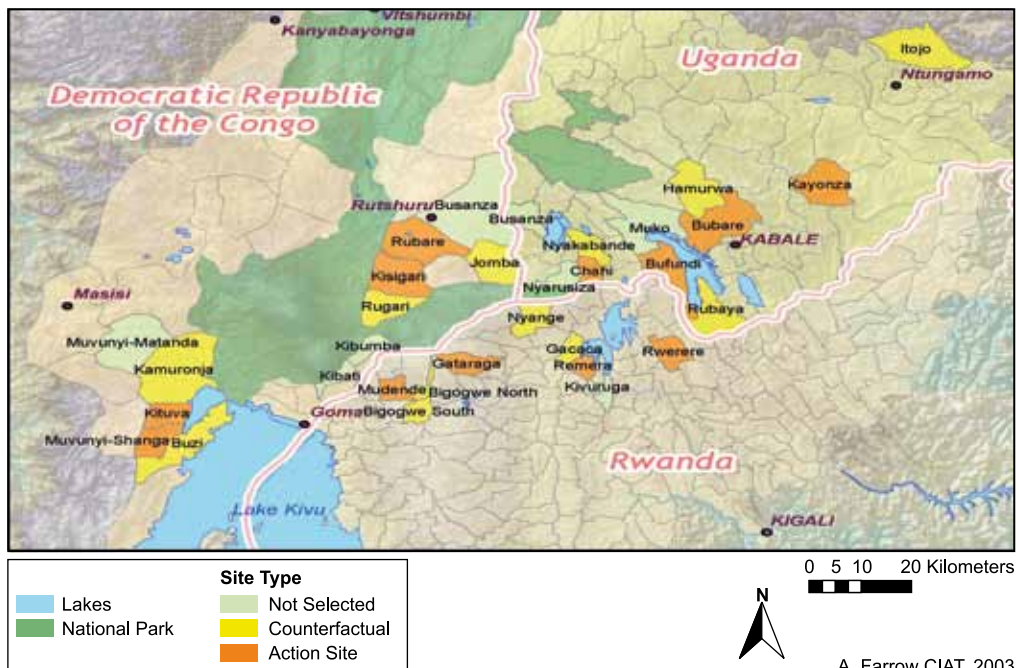 Vitshumbi
Kanyabayonga
Uganda
Itojo
Ntungamo
Democratic Republic
of the Congo
Hamurwa
Kayonza
Rutshuru
Busanza
Busanza
Muko
Bubare
KABALE
Rubare
Nyakabande
Jomba
Chahi
Bufundi
Kisigari
Nyarusiza
Masisi
Rugari
Rubaya
Nyange
Muvunyi-Matanda
Kibumba
Gacaca
Rwerere
Kamuronja
Gataraga
Remera
Kibati
Mudende
Bigogwe North
Kivuruga
Kituva
Goma
Bigogwe South
Muvunyi-Shanga
Buzi
Rwanda
Lake Kivu
KIGALI
0 5 10 20 Kilometers
Site Type
Lakes
Not Selected
National Park
Counterfactual
Action Site
N
A. Farrow CIAT, 2003